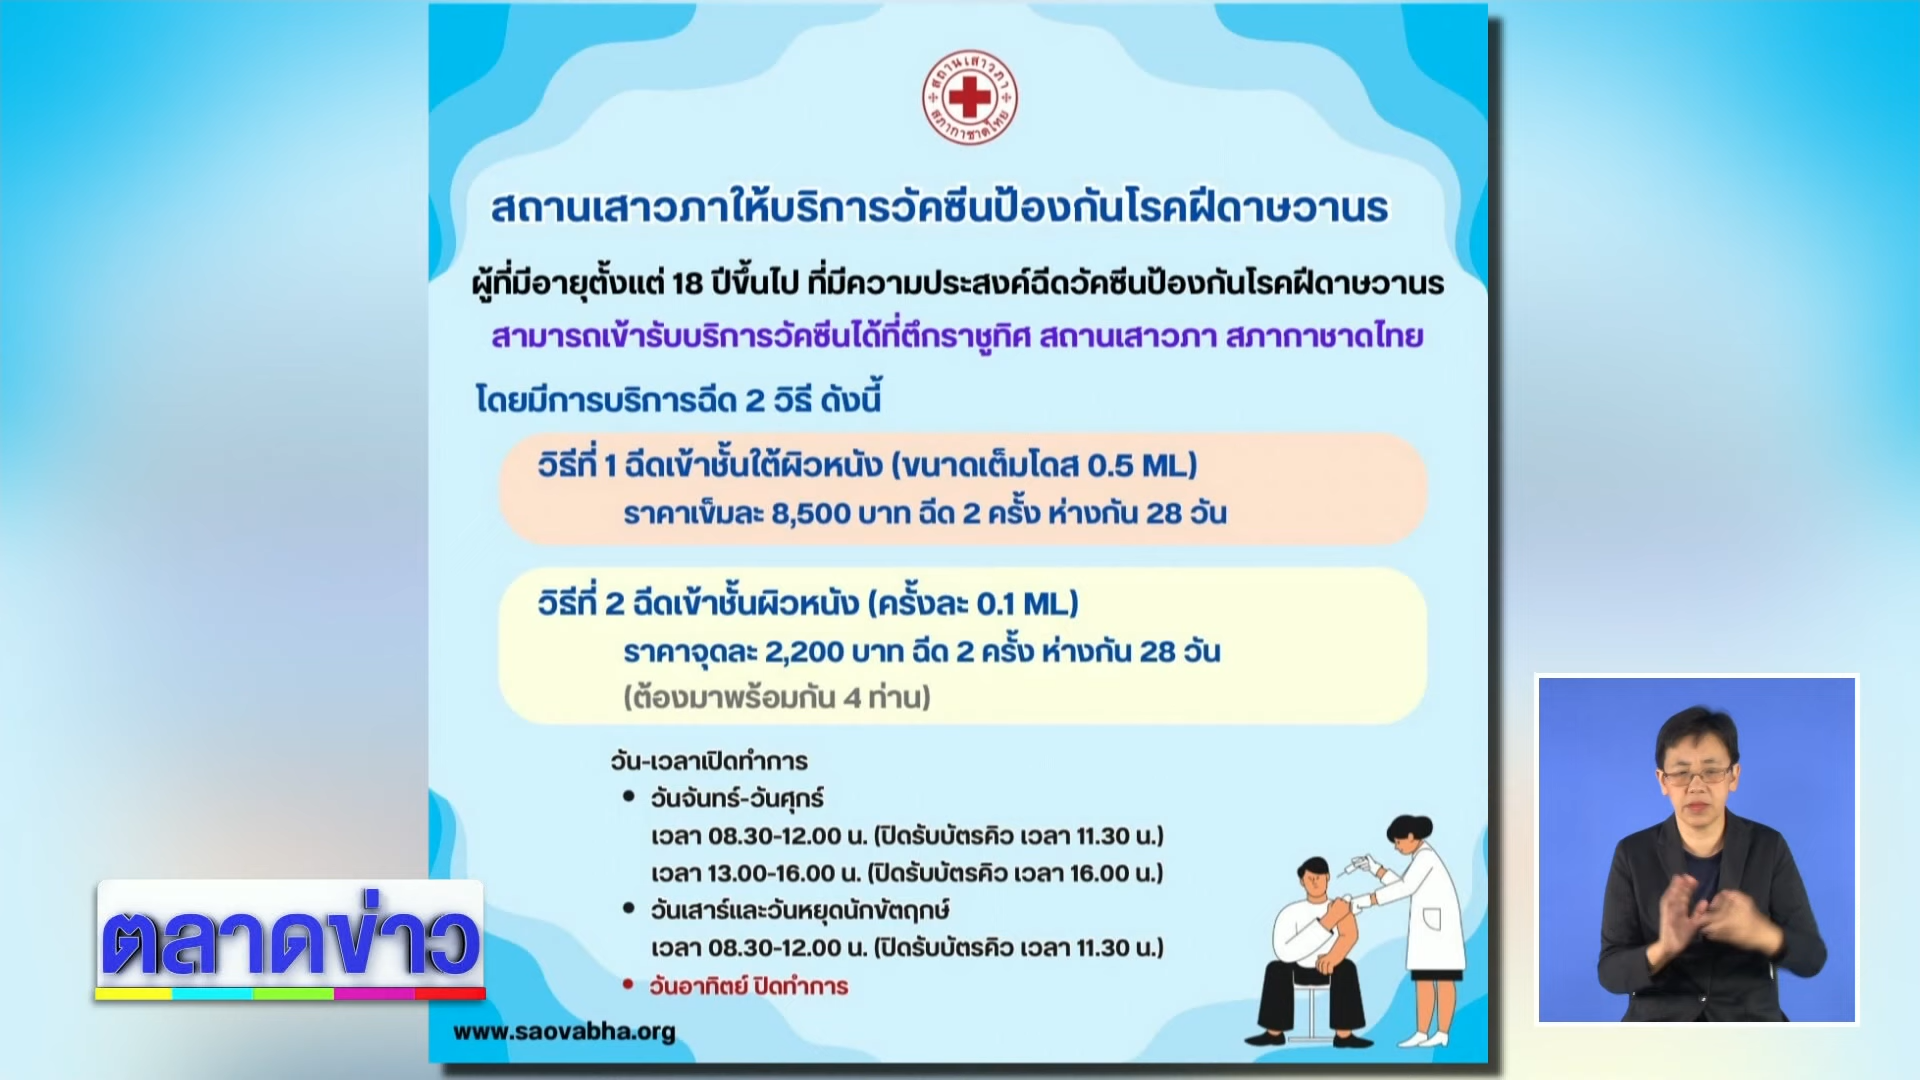 สถานเสาวภา
สภากาชาดไทย
สถานเสาวภาให้บริการวัคซีนป้องกันโรคฝีดาษวานร
ผู้ที่มีอายุตั้งแต่ 18 ปีขึ้นไป ที่มีความประสงค์ฉีดวัคซีนป้องกันโรคฝีดาษวานร
สามารถเข้ารับบริการวัคซีนได้ที่ตึกราชูทิศ สถานเสาวภา สภากาชาดไทย
โดยมีการบริการฉีด 2 วิธี ดังนี้
วิธีที่ 1 ฉีดเข้าชั้นใต้ผิวหนัง (ขนาดเต็มโดส 0.5 ML)
ราคาเข็มละ 8,500 บาท ฉีด 2 ครั้ง ห่างกัน 28 วัน
วิธีที่ 2 ฉีดเข้าชั้นผิวหนัง (ครั้งละ 0.1 ML)
ราคาจุดละ 2,200 บาท ฉีด 2 ครั้ง ห่างกัน 28 วัน
(ต้องมาพร้อมกัน 4 ท่าน)
วัน-เวลาเปิดทำการ
• วันจันทร์-วันศุกร์
เวลา 08.30-12.00 น. (ปิดรับบัตรคิว เวลา 11.30 น.)
เวลา 13.00-16.00 น. (ปิดรับบัตรคิว เวลา 16.00 น.)
• วันเสาร์และวันหยุดนักขัตฤกษ์
เวลา 08.30-12.00 น. (ปิดรับบัตรคิว เวลา 11.30 น.)
• วันอาทิตย์ ปิดทำการ
www.saovabha.org
ตลาดข่าว